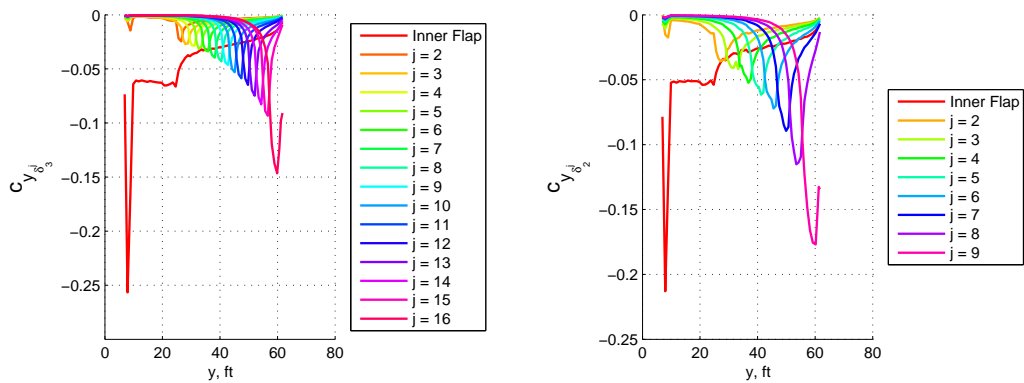 0
−0.05
−0.1
−0.15
−0.2
−0.25
0 20 40 60 80
y, ft
c y δ 3 j
Inner Flap
j = 2
j = 3
j = 4
j = 5
j = 6
j = 7
j = 8
j = 9
j = 10
j = 11
j = 12
j = 13
j = 14
j = 15
j = 16
0
−0.05
−0.1
−0.15
−0.2
−0.25
0 20 40 60 80
y, ft
c y δ 2 j
Inner Flap
j = 2
j = 3
j = 4
j = 5
j = 6
j = 7
j = 8
j = 9